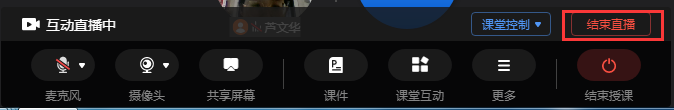 芦文华
互动直播中
课堂控制
结束直播
麦克风
摄像头
共享屏幕
课件
课堂互动
更多
结束授课